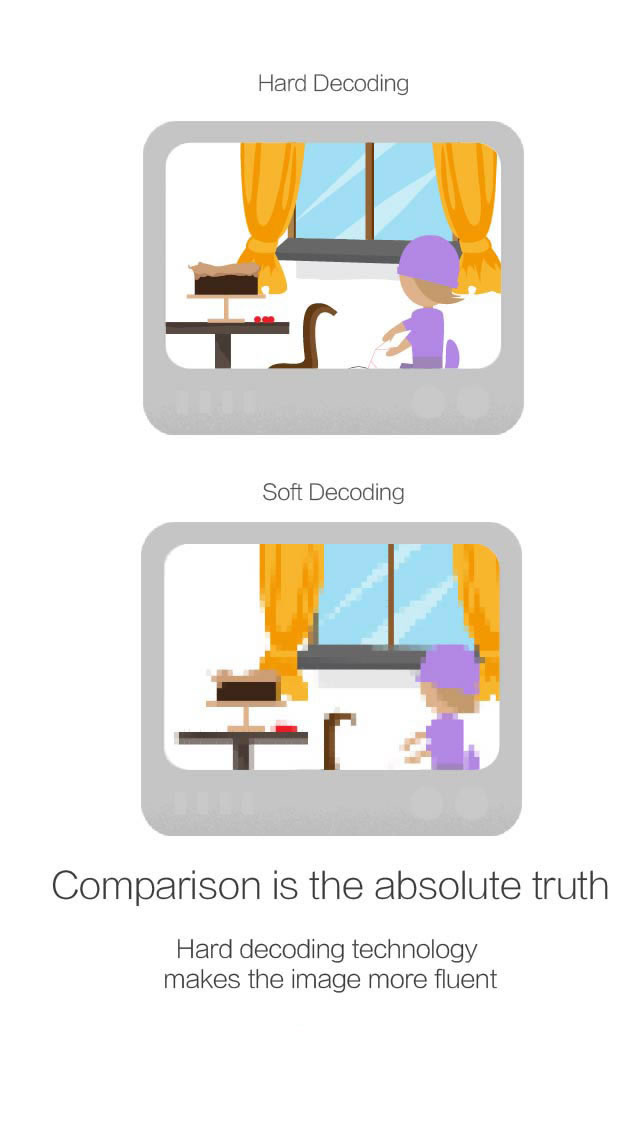 Hard Decoding
Soft Decoding
Comparison is the absolute truth
Hard decoding technology
makes the image more fluent